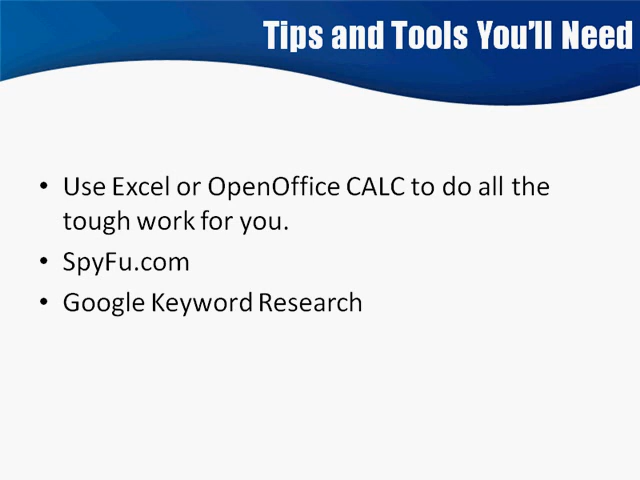 Tips and Tools You'll Need
• Use Excel or OpenOffice CALC to do all the
tough work for you.
• SpyFu.com
• Google Keyword Research